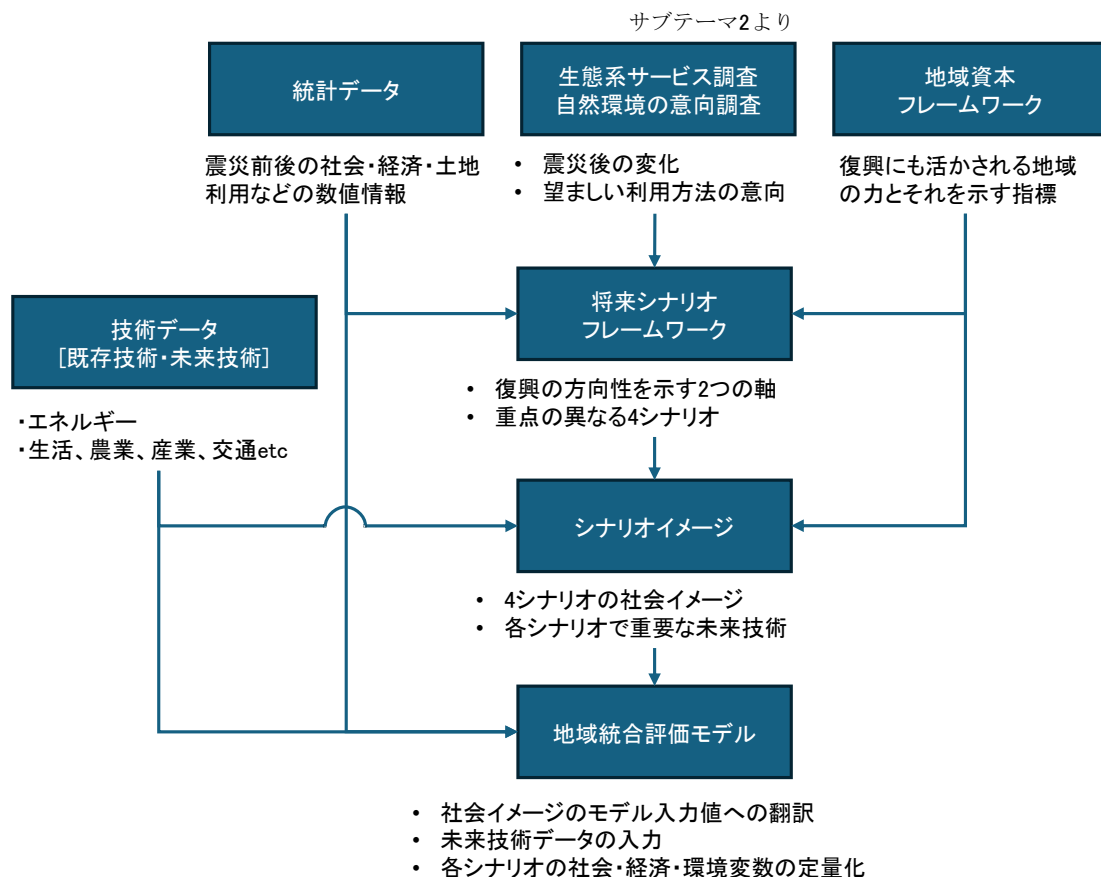 サブテーマ2より
統計データ
生態系サービス調査
自然環境の意向調査
地域資本
フレームワーク
震災前後の社会・経済・土地
利用などの数値情報
• 震災後の変化
• 望ましい利用方法の意向
復興にも活かされる地域
の力とそれを示す指標
将来シナリオ
フレームワーク
技術データ
[既存技術・未来技術]
• 復興の方向性を示す2つの軸
• 重点の異なる4シナリオ
・エネルギー
・生活、農業、産業、交通etc
シナリオイメージ
• 4シナリオの社会イメージ
• 各シナリオで重要な未来技術
地域統合評価モデル
• 社会イメージのモデル入力値への翻訳
• 未来技術データの入力
• 各シナリオの社会・経済・環境変数の定量化